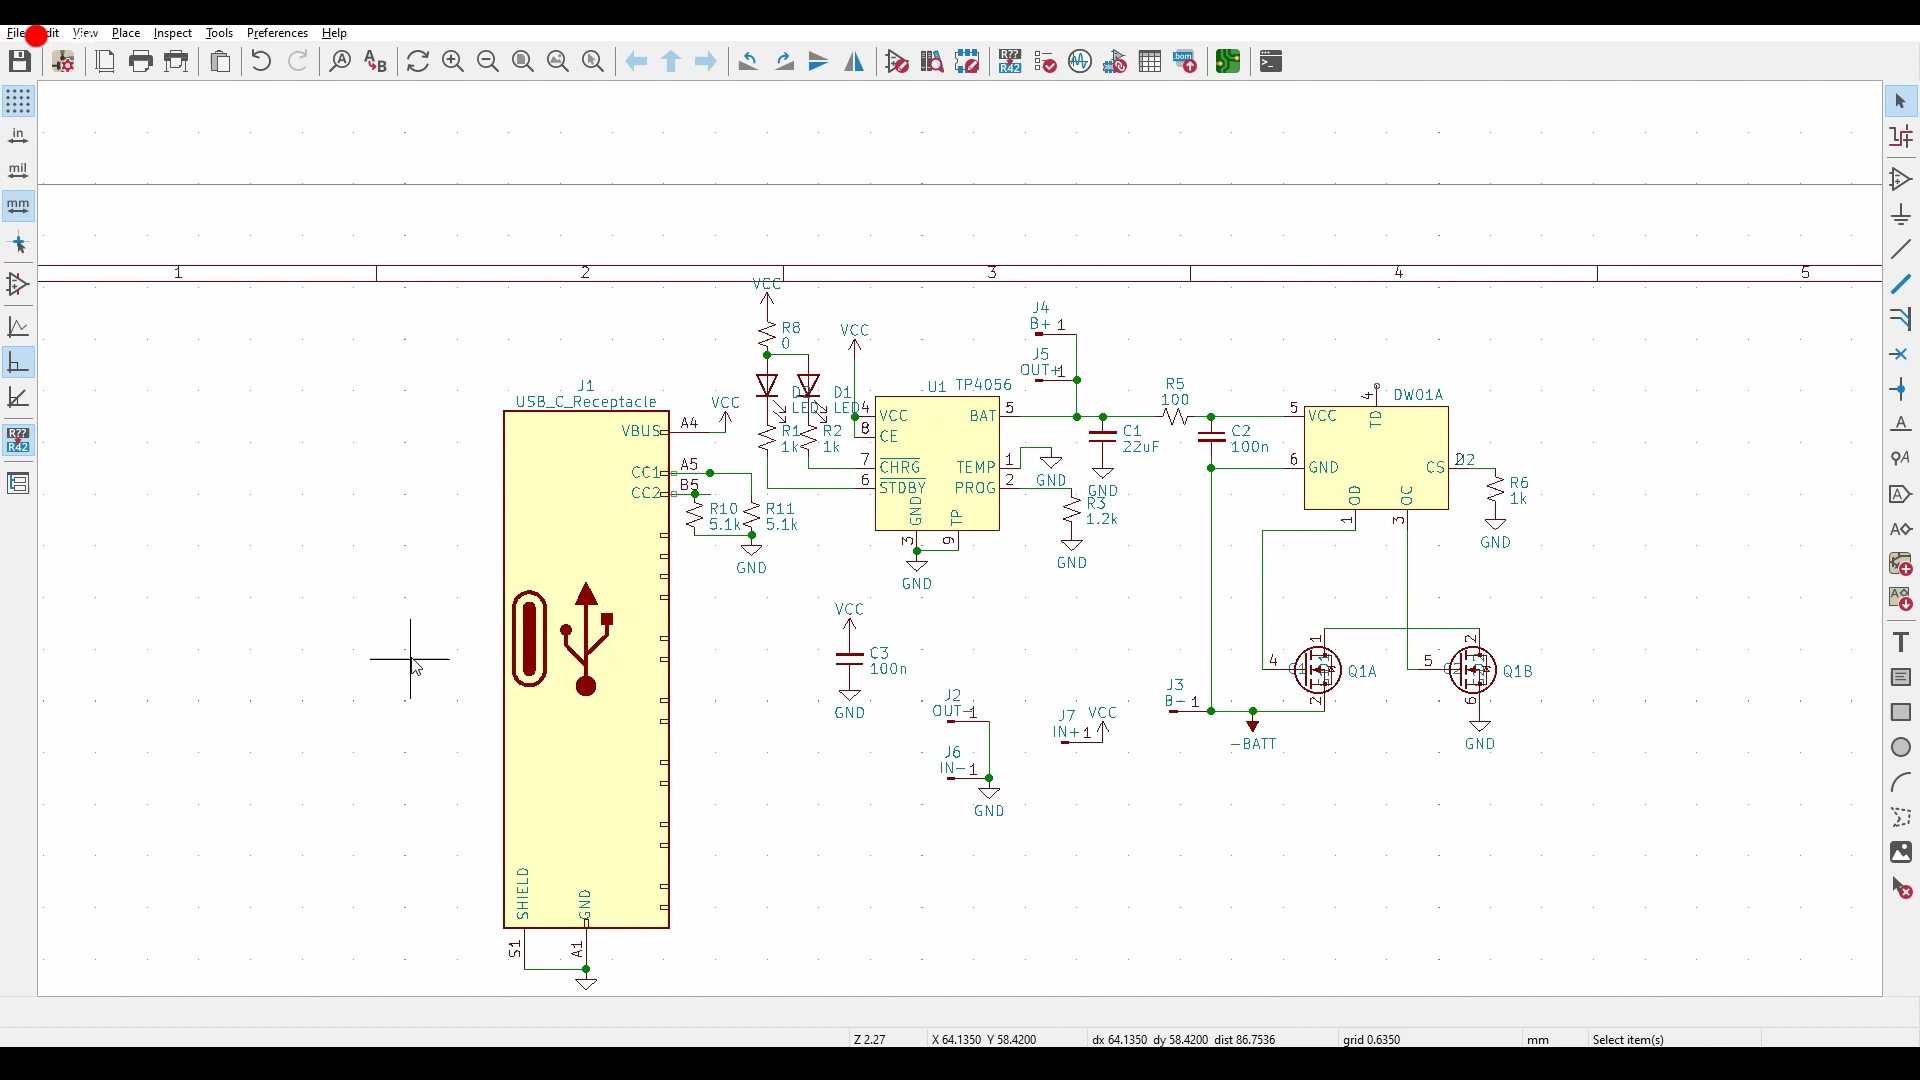 File Edit View Place Inspect Tools Preferences Help
in
mil
mm
R??
R42
1 2 3 4 5
VCC
R8
0
VCC
J4
B+ 1
J5
OUT+ 1
J1
USB_C_Receptacle
VBUS A4
VCC
CC1 A5
CC2 B5
R10
5.1k
R11
5.1k
GND
SHIELD
GND
S1
A1
D1
LED
LED
R1
1k
R2
1k
U1 TP4056
4 VCC
8 CE
7 CHRG
6 STDBY
BAT 5
TEMP 1
PROG 2
GND
TP
3
9
GND
GND
R3
1.2k
GND
C1
22uF
GND
R5
100
C2
100n
DW01A
5 VCC
6 GND
TD
4
CS
OD
OC
1
3
R6
1k
GND
VCC
C3
100n
GND
J2
OUT- 1
J6
IN- 1
GND
J7
IN+ 1
VCC
J3
B- 1
-BATT
4
1
2
Q1A
5
2
6
Q1B
GND
Z 2.27
X 64.1350 Y 58.4200
dx 64.1350 dy 58.4200 dist 86.7536
grid 0.6350
mm
Select item(s)